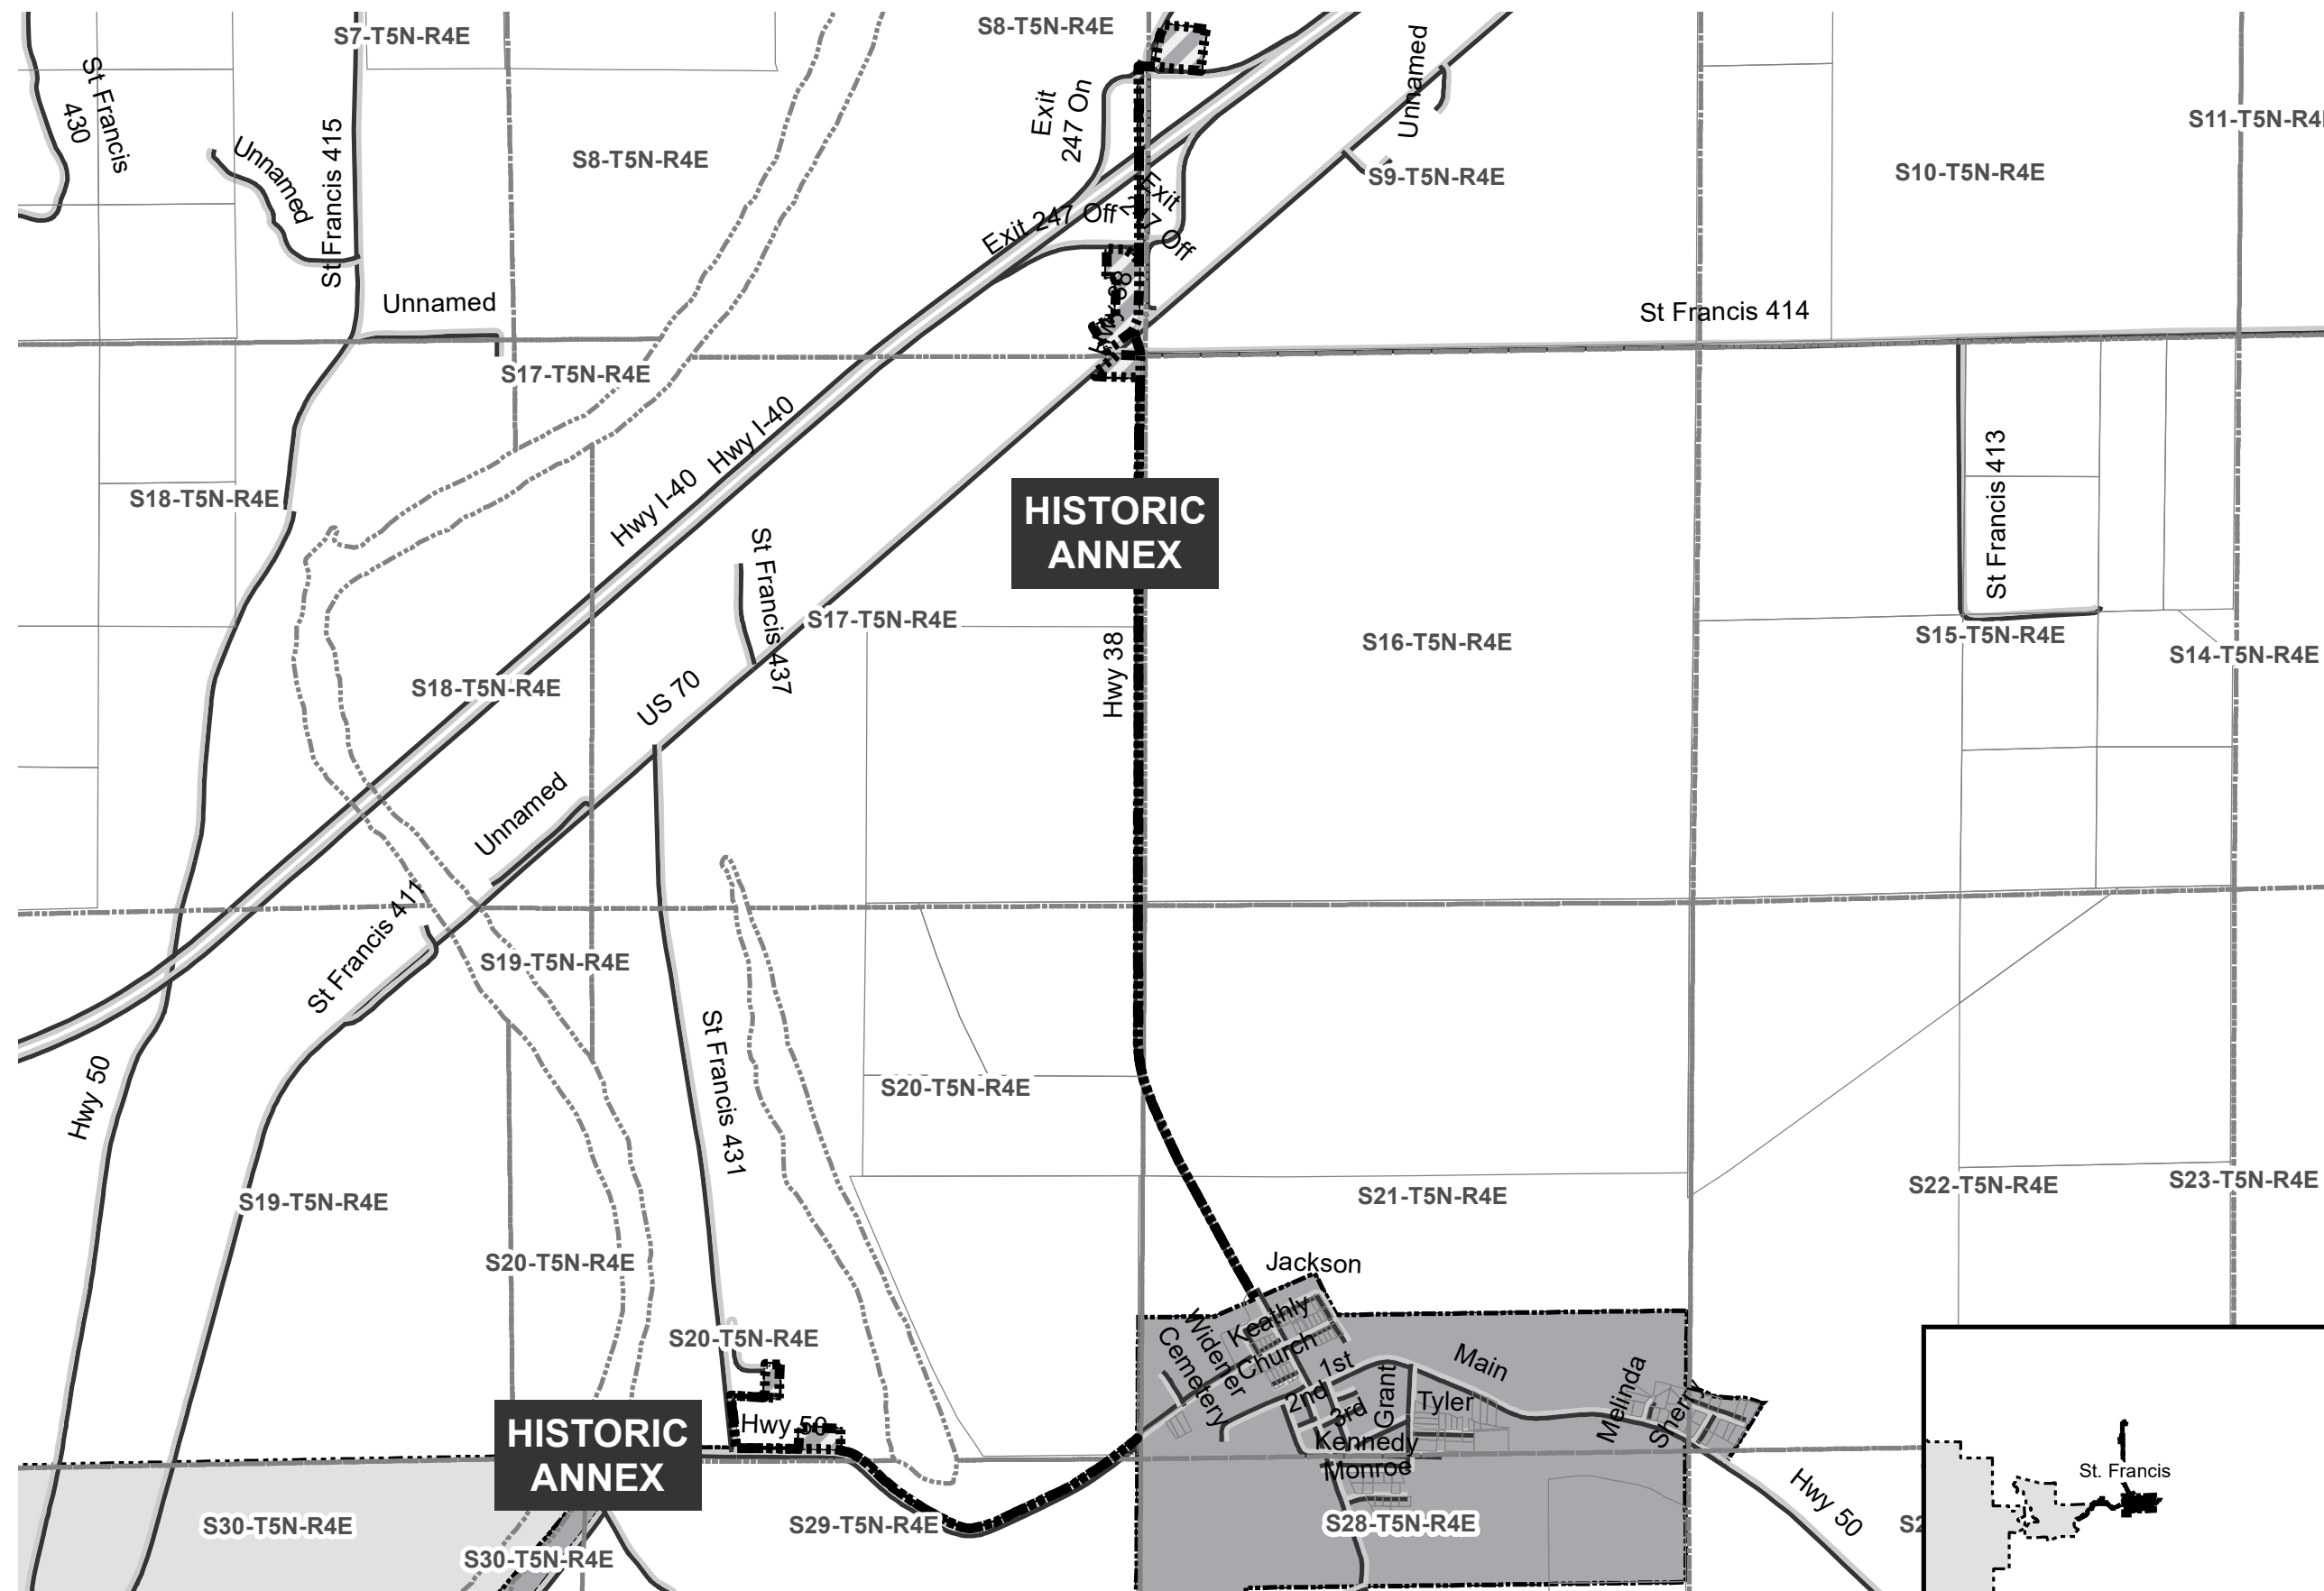 S7-T5N-R4E
S8-T5N-R4E
St Francis
430
Unnamed
St Francis 415
S8-T5N-R4E
Exit
247 On
Unnamed
S9-T5N-R4E
S10-T5N-R4E
S11-T5N-R4
Exit 247 Off
Exit
247 Off
Hwy 38
Unnamed
St Francis 414
S17-T5N-R4E
S18-T5N-R4E
Hwy I-40
Hwy I-40
HISTORIC
ANNEX
St Francis 413
St Francis 437
S17-T5N-R4E
Hwy 38
S16-T5N-R4E
S15-T5N-R4E
S14-T5N-R4E
S18-T5N-R4E
US 70
Unnamed
St Francis 411
S19-T5N-R4E
St Francis 431
S20-T5N-R4E
Hwy 50
S19-T5N-R4E
S21-T5N-R4E
S22-T5N-R4E
S23-T5N-R4E
S20-T5N-R4E
Jackson
S20-T5N-R4E
Keathly
Widener
Cemetery
Church
1st
Main
2nd
3rd
Grant
Tyler
Melinda
Sherry
Hwy 50
HISTORIC
ANNEX
Kennedy
Monroe
St. Francis
Hwy 50
S30-T5N-R4E
S29-T5N-R4E
S28-T5N-R4E
S30-T5N-R4E